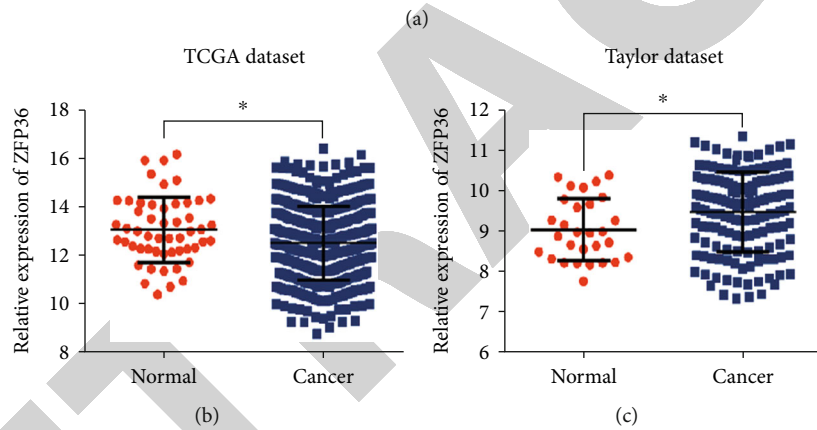 (a)
TCGA dataset
Relative expression of ZFP36
18
16
14
12
10
8
*
Normal
Cancer
(b)
Taylor dataset
Relative expression of ZFP36
12
11
10
9
8
7
6
*
Normal
Cancer
(c)